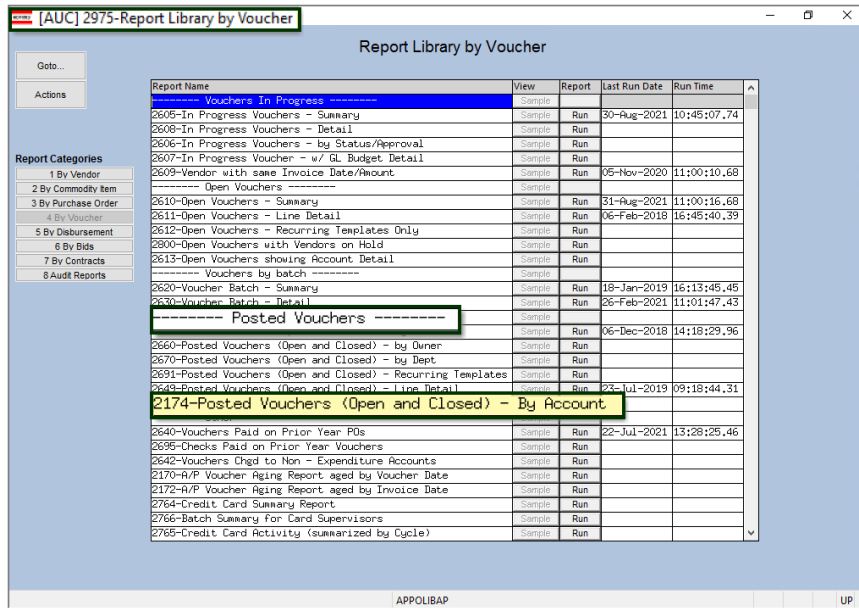 [AUC] 2975-Report Library by Voucher
Report Library by Voucher
Goto...
Actions
Report Categories
1 By Vendor
2 By Commodity Item
3 By Purchase Order
4 By Voucher
5 By Disbursement
6 By Bids
7 By Contracts
8 Audit Reports
Report Name View Report Last Run Date Run Time
-------- Vouchers In Progress -------- Sample
2605-In Progress Vouchers - Summary Sample Run 30-Aug-2021 10:45:07.74
2608-In Progress Vouchers - Detail Sample Run
2606-In Progress Vouchers - by Status/Approval Sample Run
2607-In Progress Voucher - w/ GL Budget Detail Sample Run
2609-Vendor with same Invoice Date/Amount Sample Run 05-Nov-2020 11:00:10.68
-------- Open Vouchers -------- Sample
2610-Open Vouchers - Summary Sample Run 31-Aug-2021 11:00:16.68
2611-Open Vouchers - Line Detail Sample Run 06-Feb-2018 16:45:40.39
2612-Open Vouchers - Recurring Templates Only Sample Run
2800-Open Vouchers with Vendors on Hold Sample Run
2613-Open Vouchers showing Account Detail Sample Run
-------- Vouchers by batch -------- Sample
2620-Voucher Batch - Summary Sample Run 18-Jan-2019 16:13:45.45
2630-Voucher Batch - Detail Sample Run 26-Feb-2021 11:01:47.43
-------- Posted Vouchers -------- Sample
Sample Run 06-Dec-2018 14:18:29.96
2660-Posted Vouchers (Open and Closed) - by Owner Sample Run
2670-Posted Vouchers (Open and Closed) - by Dept Sample Run
2691-Posted Vouchers (Open and Closed) - Recurring Templates Sample Run
2649-Posted Vouchers (Open and Closed) - Line Detail Sample Run 23-Jul-2019 09:18:44.31
2174-Posted Vouchers (Open and Closed) - By Account
2640-Vouchers Paid on Prior Year POs Sample Run 22-Jul-2021 13:28:25.46
2695-Checks Paid on Prior Year Vouchers Sample Run
2642-Vouchers Chgd to Non - Expenditure Accounts Sample Run
2170-A/P Voucher Aging Report aged by Voucher Date Sample Run
2172-A/P Voucher Aging Report aged by Invoice Date Sample Run
2764-Credit Card Summary Report Sample Run
2766-Batch Summary for Card Supervisors Sample Run
2765-Credit Card Activity (summarized by Cycle) Sample Run
APPOLIBAP UP